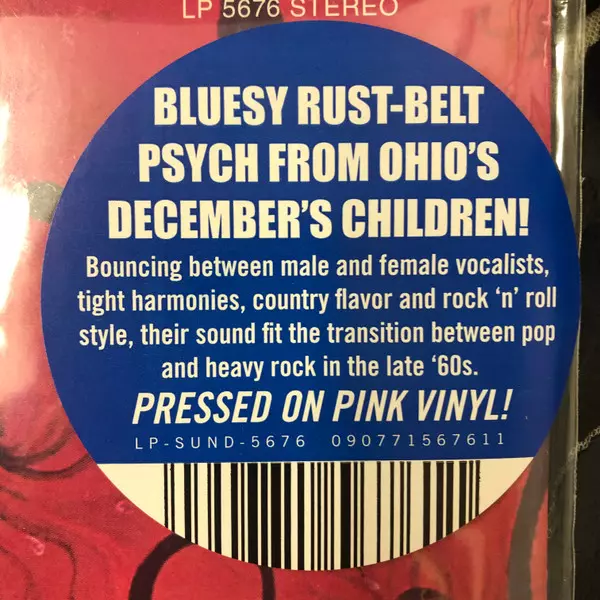 LP 5676 STEREO
BLUESY RUST-BELT
PSYCH FROM OHIO'S
DECEMBER'S CHILDREN!
Bouncing between male and female vocalists,
tight harmonies, country flavor and rock ‘n’ roll
style, their sound fit the transition between pop
and heavy rock in the late ‘60s.
PRESSED ON PINK VINYL!
LP-SUND-5676 090771567611